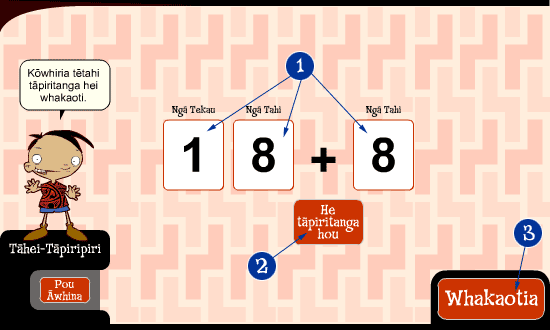 Kōwhiria tētahi
tāpiritanga hei
whakaoti.
1
Ngā Tekau
Ngā Tahi
Ngā Tahi
1 8 + 8
He
tāpiritanga
hou
2
3
Tāhei-Tāpiripiri
Pou
Āwhina
Whakaotia